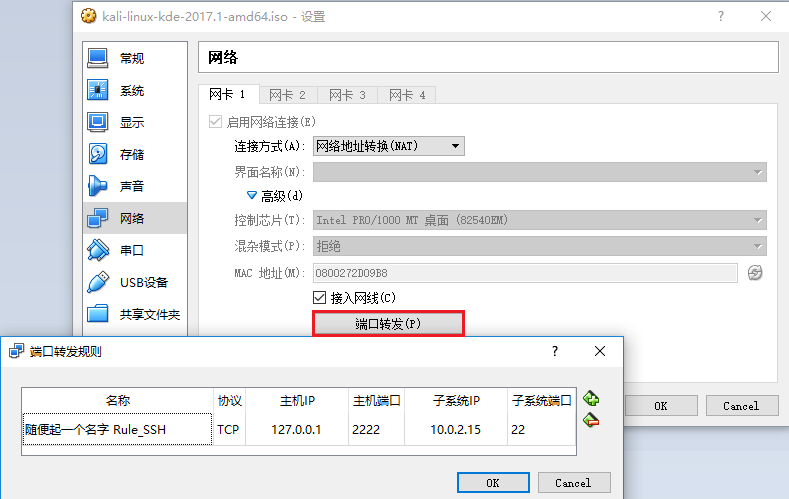 kali-linux-kde-2017.1-amd64.iso - 设置
常规
系统
显示
存储
声音
网络
串口
USB设备
共享文件夹
网络
网卡 1 网卡 2 网卡 3 网卡 4
启用网络连接(E)
连接方式(A): 网络地址转换(NAT)
界面名称(N):
高级(d)
控制芯片(T): Intel PRO/1000 MT 桌面 (82540EM)
混杂模式(P): 拒绝
MAC 地址(M): 0800272D09B8
接入网线(C)
端口转发(P)
OK Cancel
端口转发规则
名称 协议 主机IP 主机端口 子系统IP 子系统端口
随便起一个名字 Rule_SSH TCP 127.0.0.1 2222 10.0.2.15 22
OK Cancel